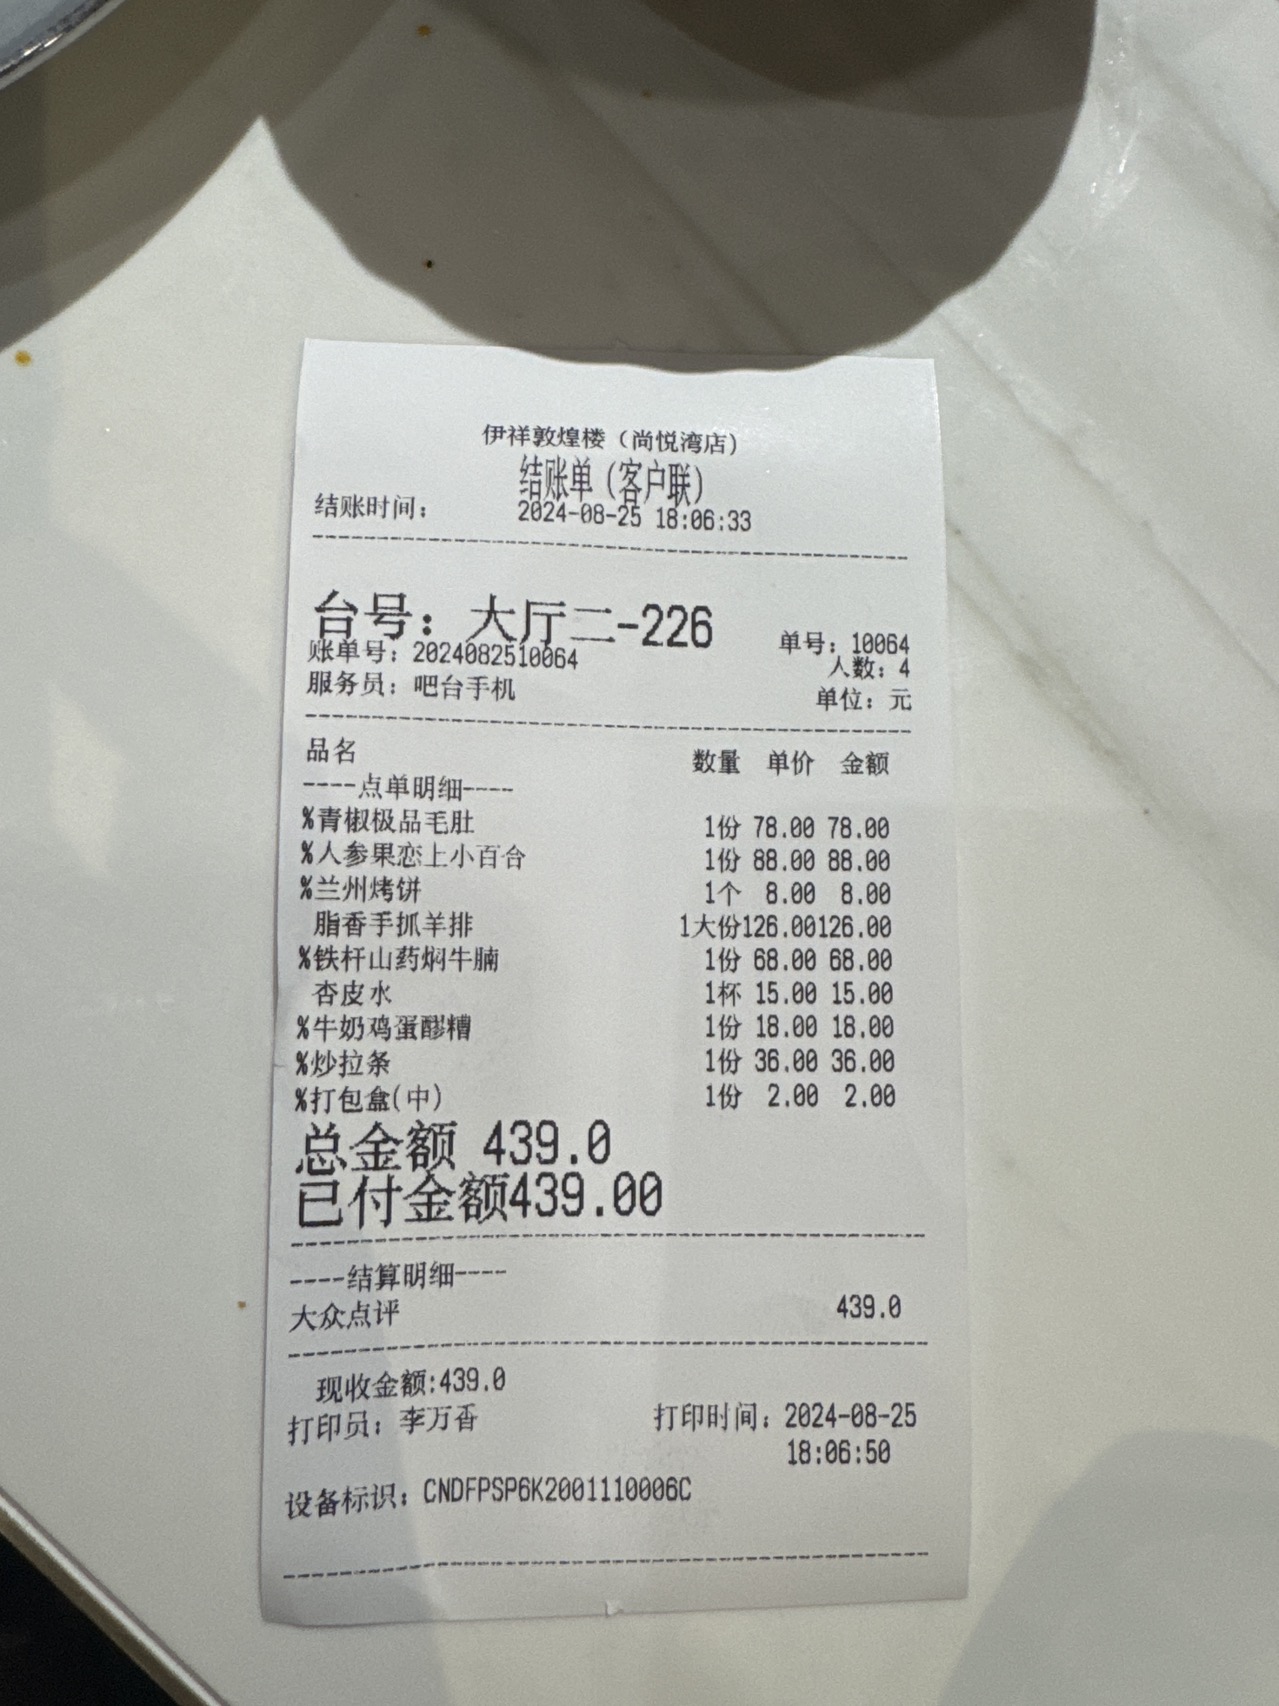 伊祥敦煌楼（尚悦湾店）
结账单（客户联）
结账时间： 2024-08-25 18:06:33
台号：大厅二-226
单号：10064
账单号：2024082510064
人数：4
服务员：吧台手机
单位：元
品名 数量 单价 金额
----点单明细----
%青椒极品毛肚 1份 78.00 78.00
%人参果恋上小百合 1份 88.00 88.00
%兰州烤饼 1个 8.00 8.00
脂香手抓羊排 1大份126.00126.00
%铁杆山药焖牛腩 1份 68.00 68.00
杏皮水 1杯 15.00 15.00
%牛奶鸡蛋醪糟 1份 18.00 18.00
%炒拉条 1份 36.00 36.00
%打包盒(中) 1份 2.00 2.00
总金额 439.0
已付金额439.00
----结算明细----
大众点评 439.0
现收金额:439.0
打印员：李万香 打印时间：2024-08-25
18:06:50
设备标识：CNDFPSP6K2001110006C